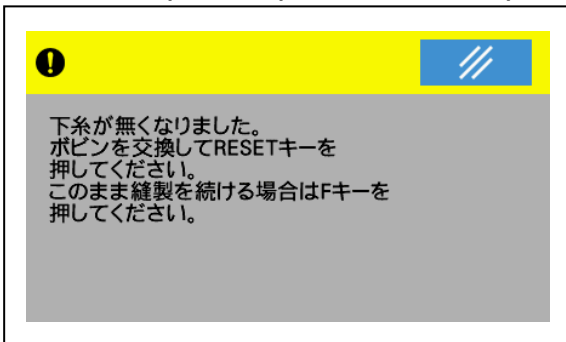 下糸が無くなりました。
ボビンを交換してRESETキーを
押してください。
このまま縫製を続ける場合はFキーを
押してください。